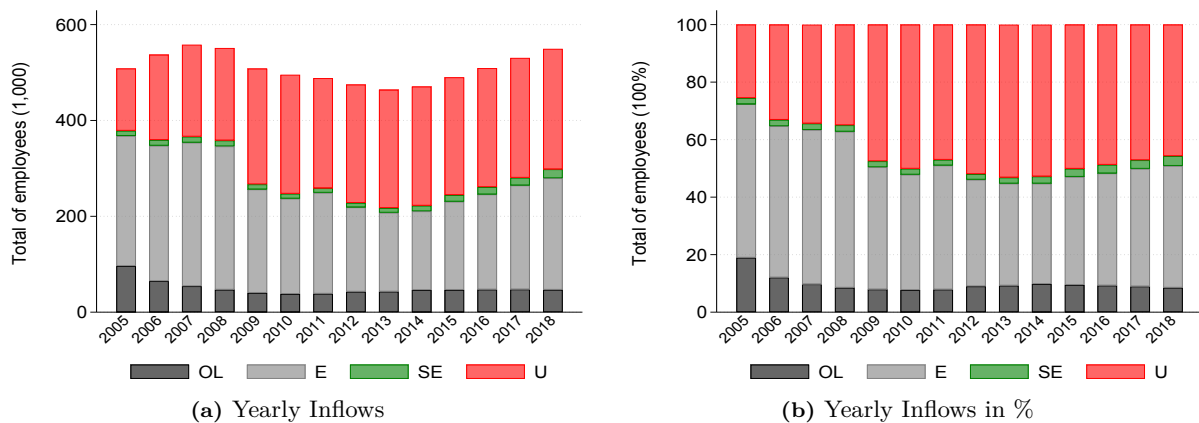 Total of employees (1,000)
600
400
200
0
2005 2006 2007 2008 2009 2010 2011 2012 2013 2014 2015 2016 2017 2018
OL E SE U
(a) Yearly Inflows
Total of employees (100%)
100
80
60
40
20
0
2005 2006 2007 2008 2009 2010 2011 2012 2013 2014 2015 2016 2017 2018
OL E SE U
(b) Yearly Inflows in %